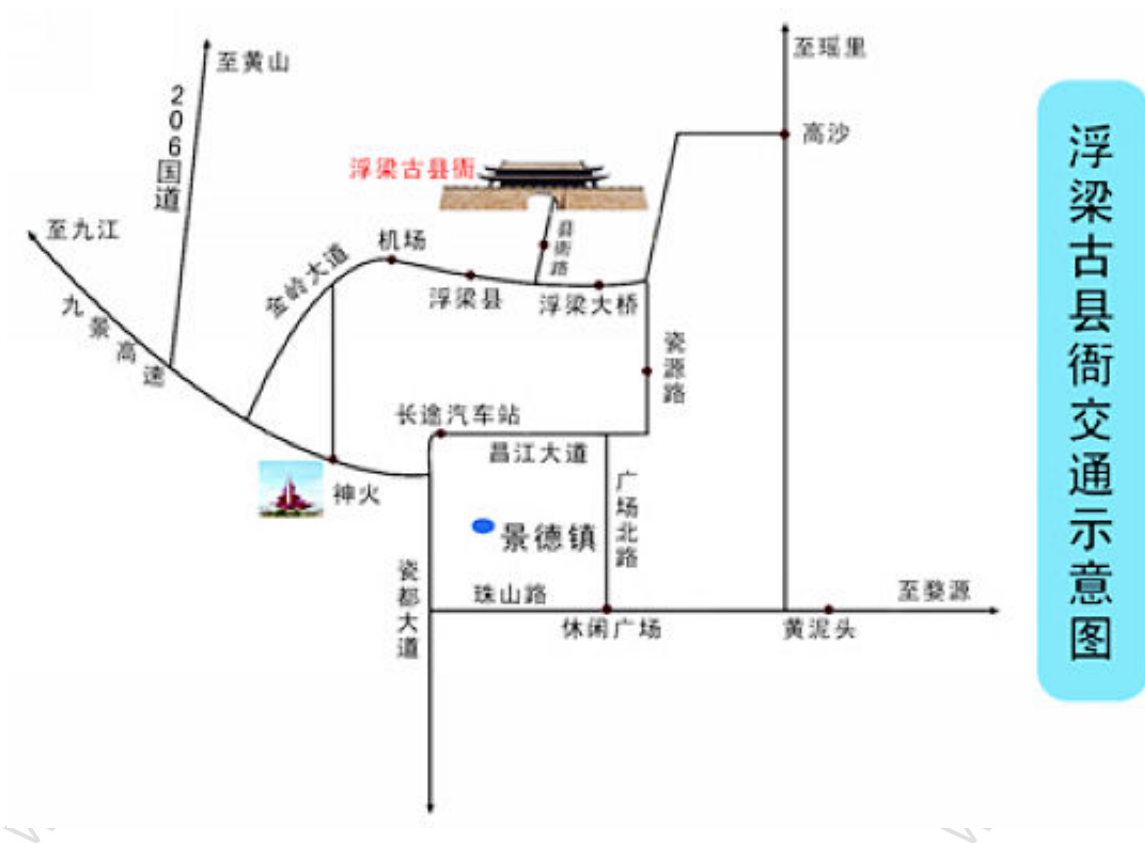 至黄山
至瑶里
206国道
高沙
浮梁古县衙
至九江
机场
金岭大道
县衙路
浮梁县
浮梁大桥
九景高速
瓷源路
长途汽车站
昌江大道
神火
广场北路
景德镇
瓷都大道
珠山路
至婺源
休闲广场
黄泥头
浮梁古县衙交通示意图